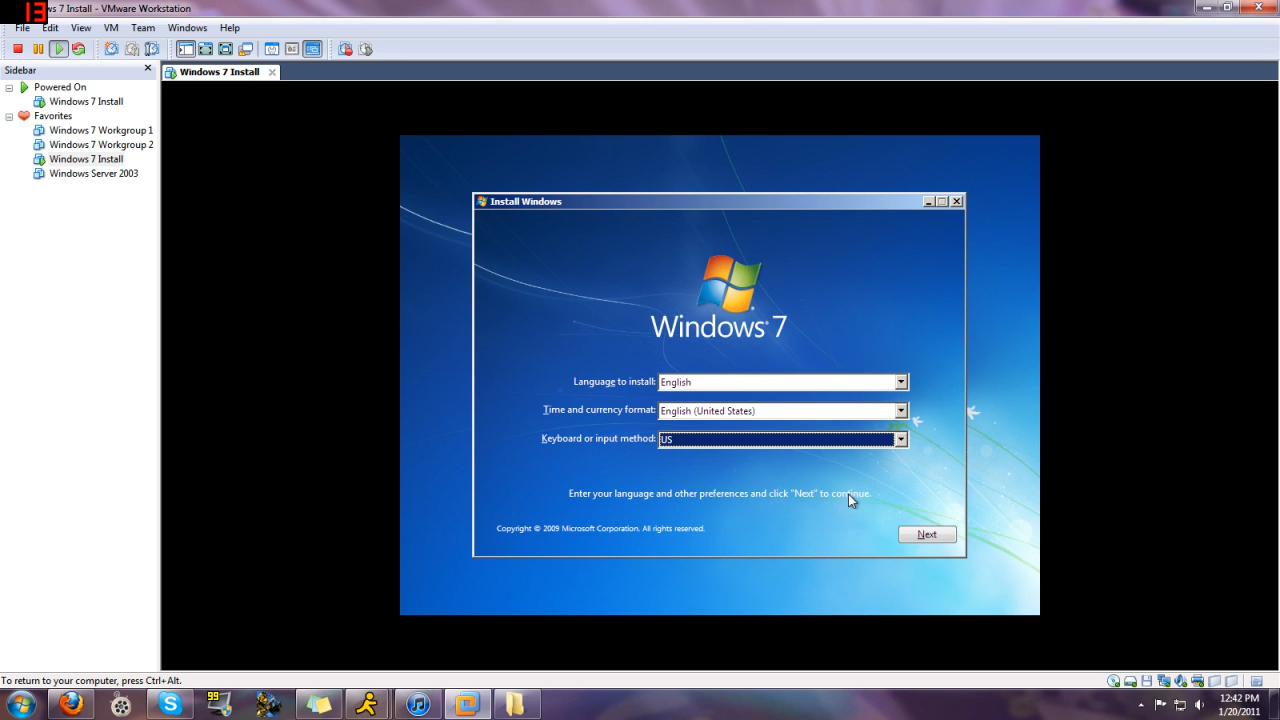 13
ws 7 Install - VMware Workstation
File Edit View VM Team Windows Help
Sidebar
Windows 7 Install
Powered On
Windows 7 Install
Favorites
Windows 7 Workgroup 1
Windows 7 Workgroup 2
Windows 7 Install
Windows Server 2003
Install Windows
Windows 7
Language to install: English
Time and currency format: English (United States)
Keyboard or input method: US
Enter your language and other preferences and click "Next" to continue.
Copyright © 2009 Microsoft Corporation. All rights reserved.
Next
To return to your computer, press Ctrl+Alt.
99
12:42 PM
1/20/2011